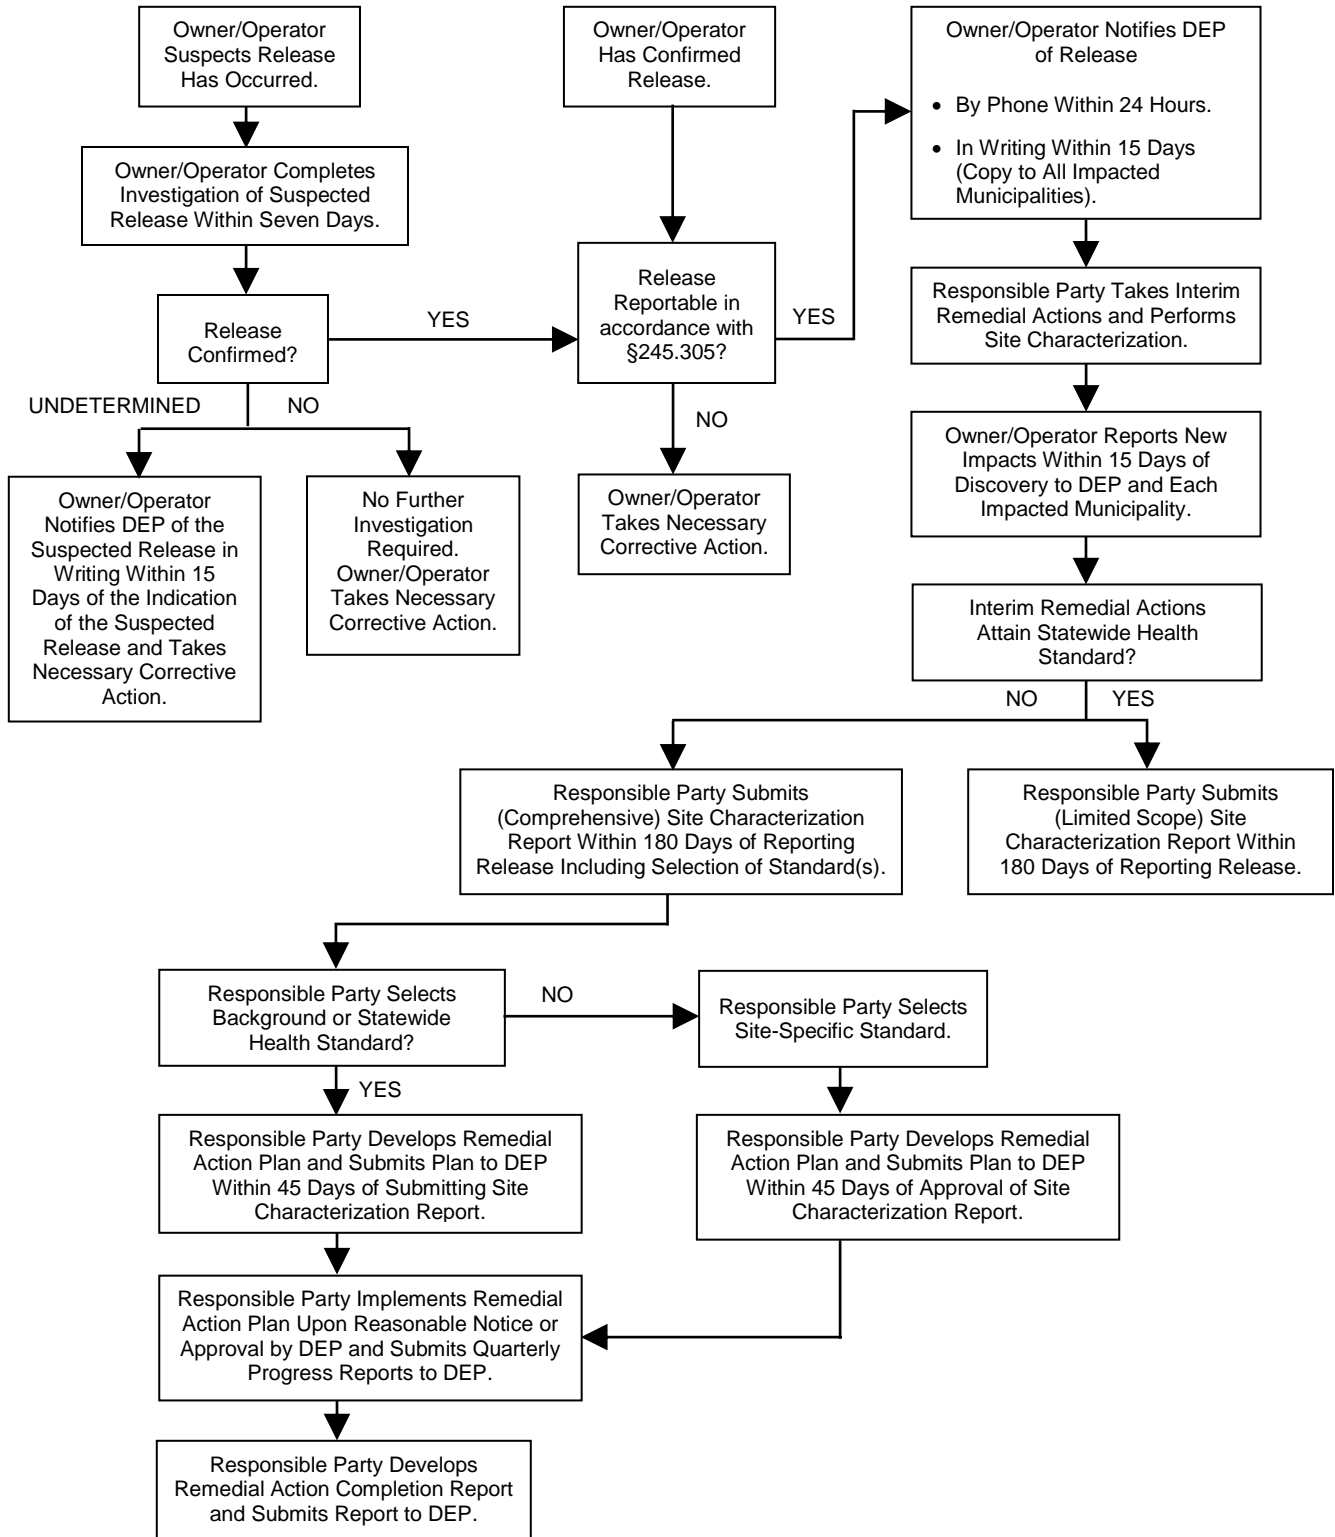 Owner/Operator
Suspects Release
Has Occurred.
Owner/Operator
Has Confirmed
Release.
Owner/Operator Notifies DEP
of Release
• By Phone Within 24 Hours.
• In Writing Within 15 Days
(Copy to All Impacted
Municipalities).
Owner/Operator Completes
Investigation of Suspected
Release Within Seven Days.
Release
Confirmed?
YES
Release
Reportable in
accordance with
§245.305?
YES
Responsible Party Takes Interim
Remedial Actions and Performs
Site Characterization.
UNDETERMINED
NO
NO
Owner/Operator
Notifies DEP of the
Suspected Release in
Writing Within 15
Days of the Indication
of the Suspected
Release and Takes
Necessary Corrective
Action.
No Further
Investigation
Required.
Owner/Operator
Takes Necessary
Corrective Action.
Owner/Operator
Takes Necessary
Corrective Action.
Owner/Operator Reports New
Impacts Within 15 Days of
Discovery to DEP and Each
Impacted Municipality.
Interim Remedial Actions
Attain Statewide Health
Standard?
NO
YES
Responsible Party Submits
(Comprehensive) Site Characterization
Report Within 180 Days of Reporting
Release Including Selection of Standard(s).
Responsible Party Submits
(Limited Scope) Site
Characterization Report Within
180 Days of Reporting Release.
Responsible Party Selects
Background or Statewide
Health Standard?
NO
Responsible Party Selects
Site-Specific Standard.
YES
Responsible Party Develops Remedial
Action Plan and Submits Plan to DEP
Within 45 Days of Submitting Site
Characterization Report.
Responsible Party Develops Remedial
Action Plan and Submits Plan to DEP
Within 45 Days of Approval of Site
Characterization Report.
Responsible Party Implements Remedial
Action Plan Upon Reasonable Notice or
Approval by DEP and Submits Quarterly
Progress Reports to DEP.
Responsible Party Develops
Remedial Action Completion Report
and Submits Report to DEP.